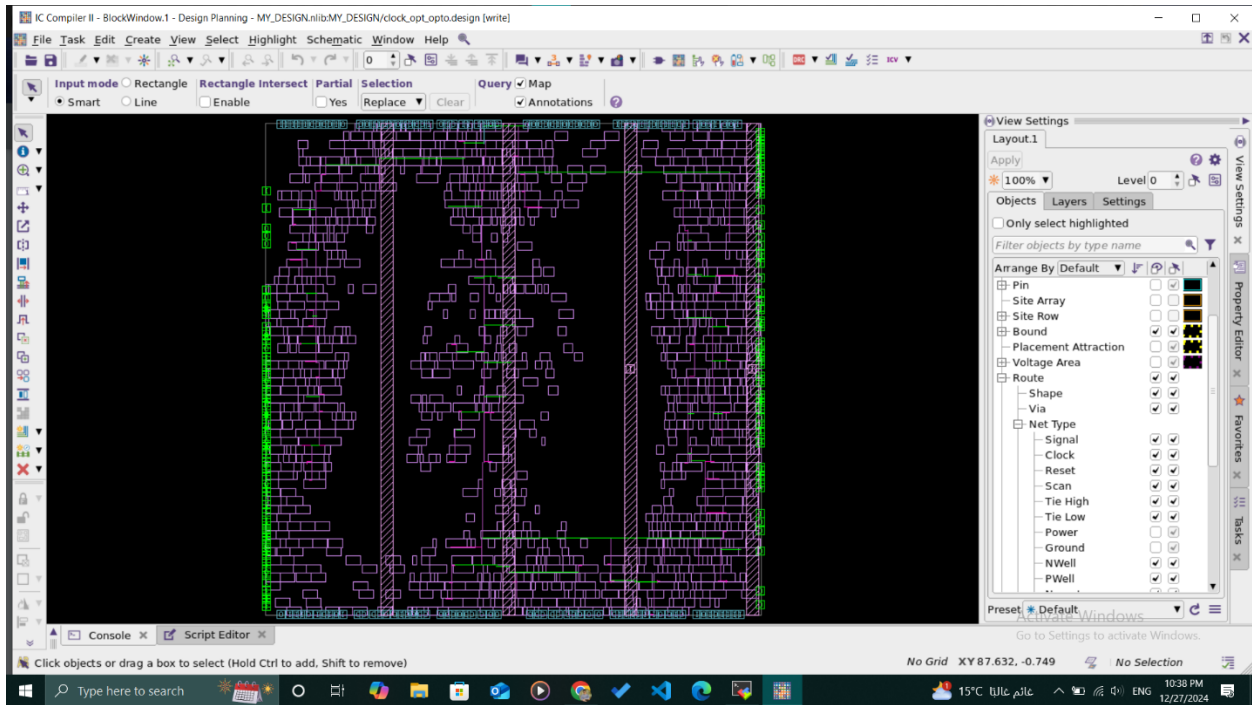 IC Compiler II - BlockWindow.1 - Design Planning - MY_DESIGN.nlib:MY_DESIGN/clock_opt_opto.design [write]
File Task Edit Create View Select Highlight Schematic Window Help
0
Input mode Rectangle Rectangle Intersect Partial Selection Query Map
Smart Line Enable Yes Replace Clear Annotations
View Settings
Layout.1
Apply
100% Level 0
Objects Layers Settings
Only select highlighted
Filter objects by type name
Arrange By Default
Pin
Site Array
Site Row
Bound
Placement Attraction
Voltage Area
Route
Shape
Via
Net Type
Signal
Clock
Reset
Scan
Tie High
Tie Low
Power
Ground
NWell
PWell
Preset Default
View Settings
Property Editor
Favorites
Tasks
Activate Windows
Go to Settings to activate Windows.
Console Script Editor
Click objects or drag a box to select (Hold Ctrl to add, Shift to remove) No Grid XY 87.632, -0.749 No Selection
Type here to search 15°C غائم غالبًا ENG 10:38 PM
12/27/2024